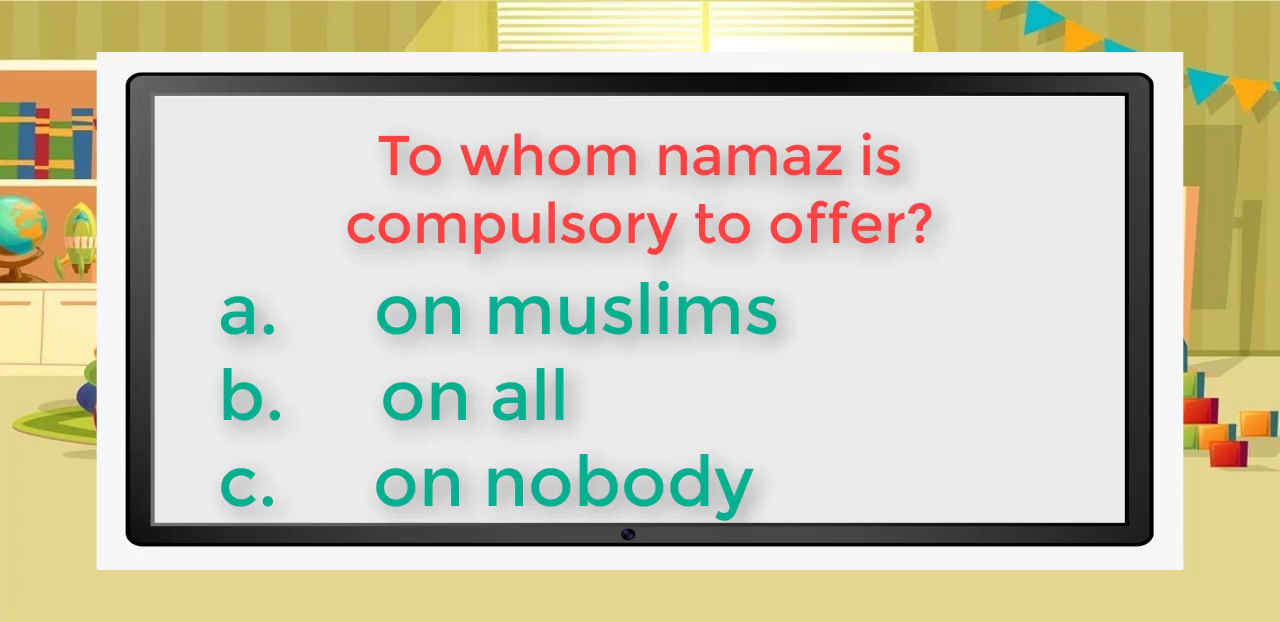 To whom namaz is
compulsory to offer?
a. on muslims
b. on all
c. on nobody